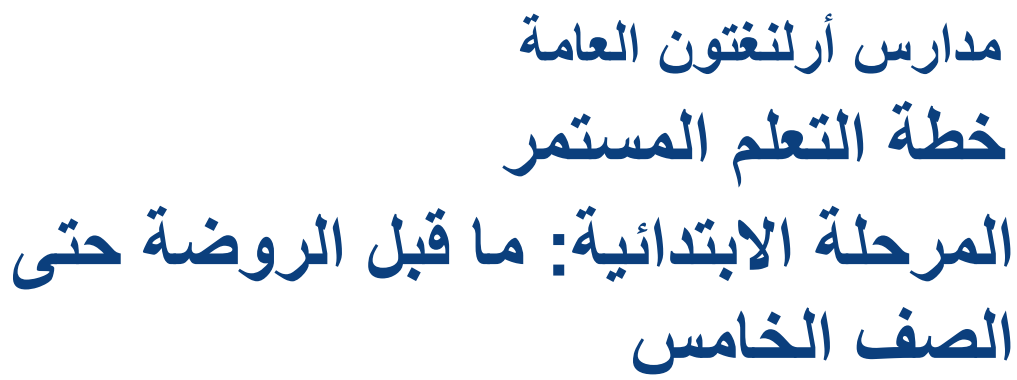 مدارس أرلنغتون العامة
خطة التعلم المستمر
المرحلة الابتدائية: ما قبل الروضة حتى
الصف الخامس